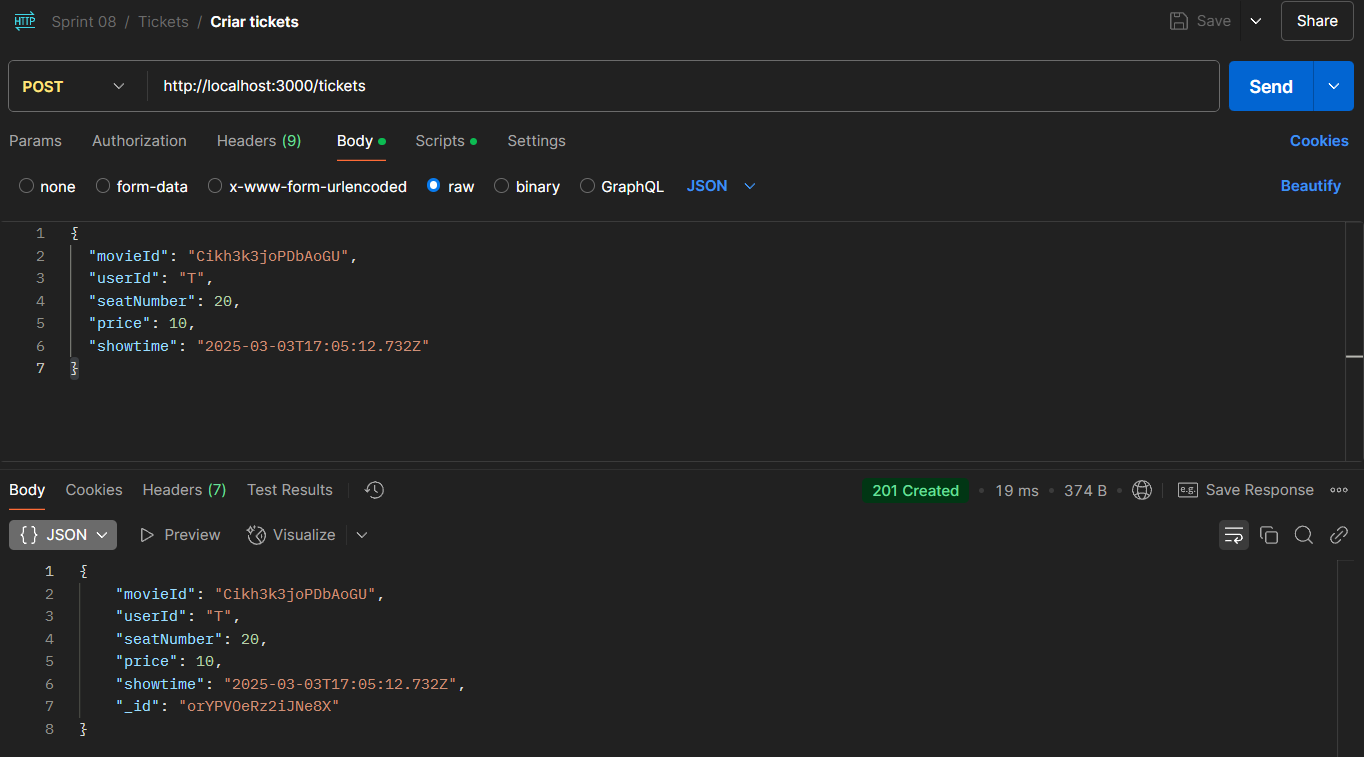 HTTP Sprint 08 / Tickets / Criar tickets Save Share
POST http://localhost:3000/tickets Send
Params Authorization Headers (9) Body Scripts Settings Cookies
none form-data x-www-form-urlencoded raw binary GraphQL JSON Beautify
1 {
2 "movieId": "Cikh3k3joPDbAoGU",
3 "userId": "T",
4 "seatNumber": 20,
5 "price": 10,
6 "showtime": "2025-03-03T17:05:12.732Z"
7 }
Body Cookies Headers (7) Test Results 201 Created • 19 ms • 374 B • e.g. Save Response
{} JSON Preview Visualize
1 {
2 "movieId": "Cikh3k3joPDbAoGU",
3 "userId": "T",
4 "seatNumber": 20,
5 "price": 10,
6 "showtime": "2025-03-03T17:05:12.732Z",
7 "_id": "orYPVOeRz2iJNe8X"
8 }